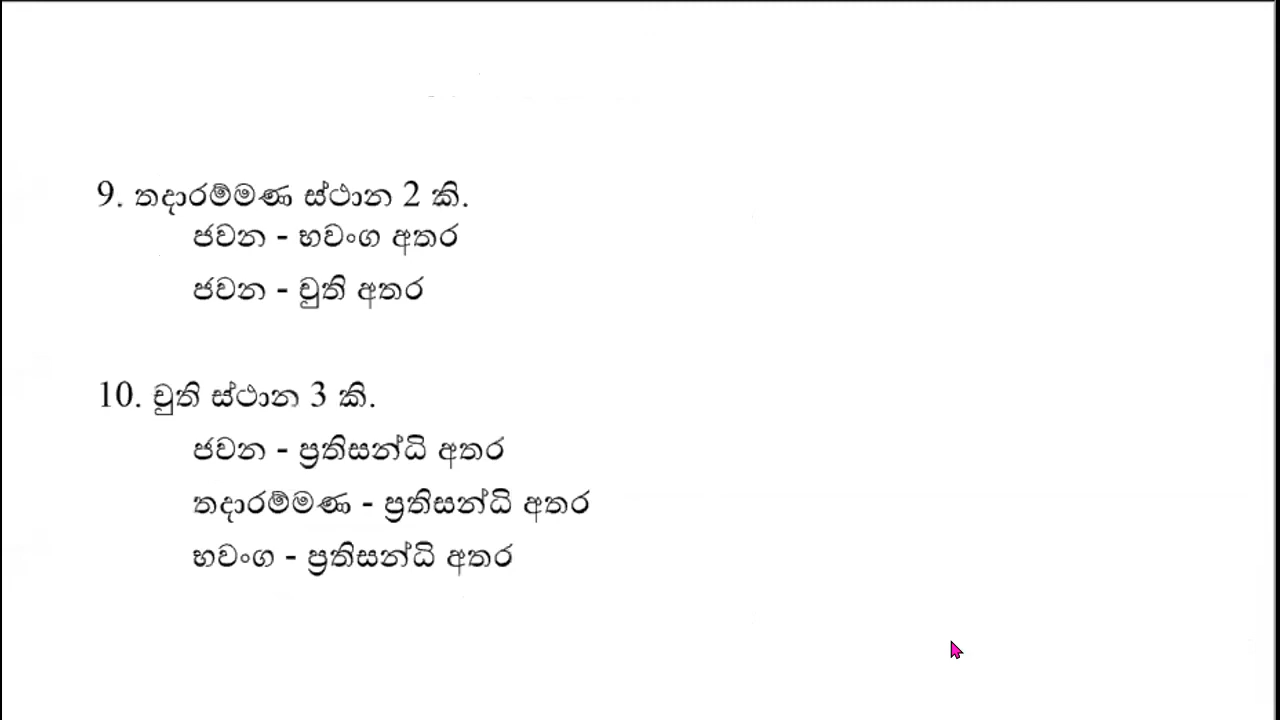 9. තදාරම්මණ ස්ථාන 2 කි.
ජවන - භවංග අතර
ජවන - චුති අතර
10. චුති ස්ථාන 3 කි.
ජවන - ප්‍රතිසන්ධි අතර
තදාරම්මණ - ප්‍රතිසන්ධි අතර
භවංග - ප්‍රතිසන්ධි අතර